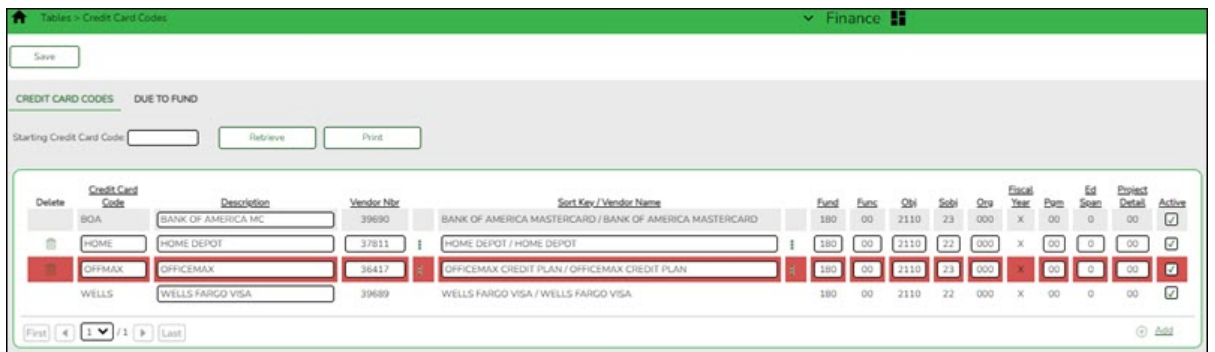 Tables > Credit Card Codes Finance
Save
CREDIT CARD CODES DUE TO FUND
Starting Credit Card Code: Retrieve Print
Delete Credit Card Code Description Vendor Nbr Sort Key / Vendor Name Fund Func Obj Sobj Org Fiscal Year Pgm Ed Span Project Detail Active
BOA BANK OF AMERICA MC 39690 BANK OF AMERICA MASTERCARD / BANK OF AMERICA MASTERCARD 180 00 2110 23 000 X 00 0 00
HOME HOME DEPOT 37811 HOME DEPOT / HOME DEPOT 180 00 2110 22 000 X 00 0 00
OFFMAX OFFICEMAX 36417 OFFICEMAX CREDIT PLAN / OFFICEMAX CREDIT PLAN 180 00 2110 23 000 X 00 0 00
WELLS WELLS FARGO VISA 39689 WELLS FARGO VISA / WELLS FARGO VISA 180 00 2110 22 000 X 00 0 00
First 1 / 1 Last Add